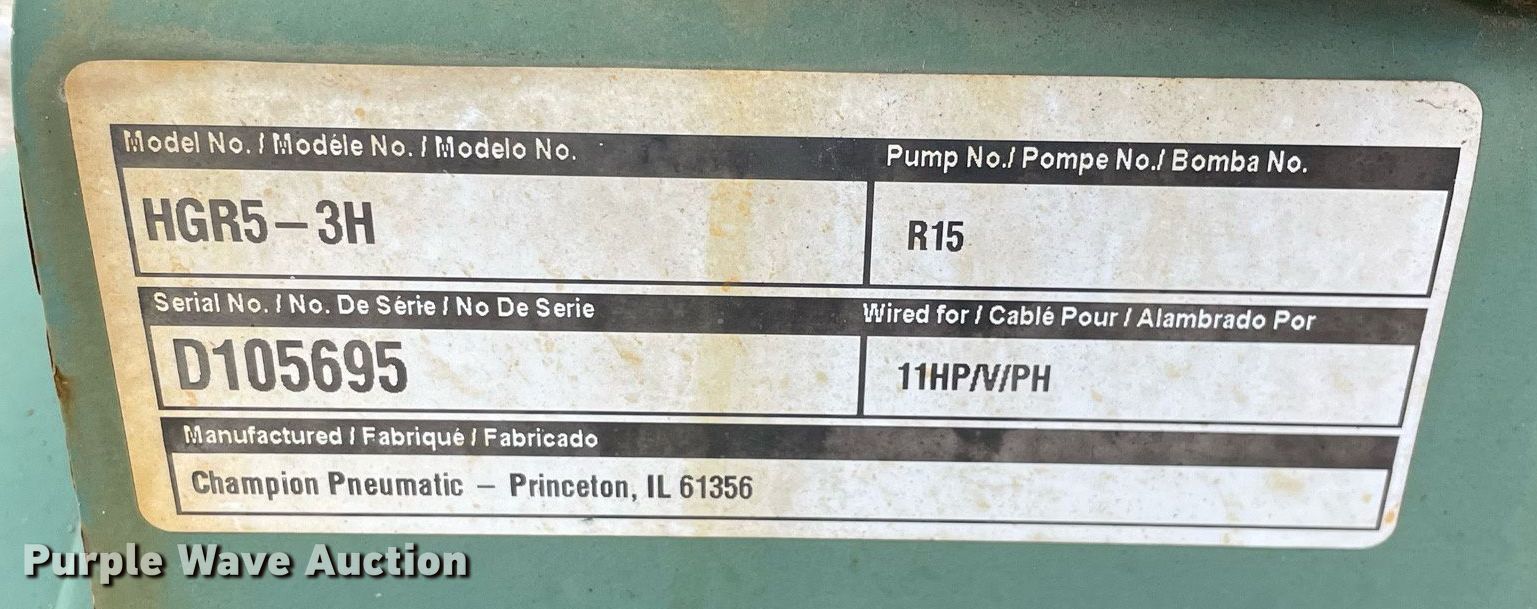 Model No. / Modéle No. / Modelo No.
Pump No./ Pompe No./ Bomba No.
HGR5-3H
R15
Serial No. / No. De Série / No De Serie
Wired for / Cablé Pour / Alambrado Por
D105695
11HP/V/PH
Manufactured / Fabriqué / Fabricado
Champion Pneumatic – Princeton, IL 61356
Purple Wave Auction